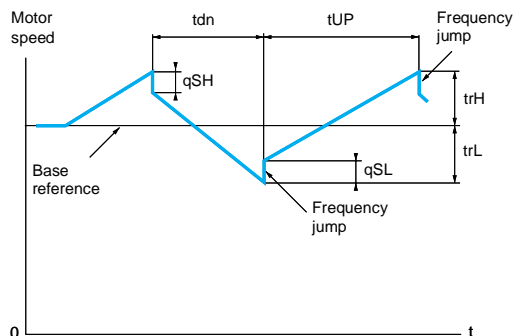 Motor
speed
tdn
tUP
Frequency
jump
qSH
trH
Base
reference
trL
qSL
Frequency
jump
0
t